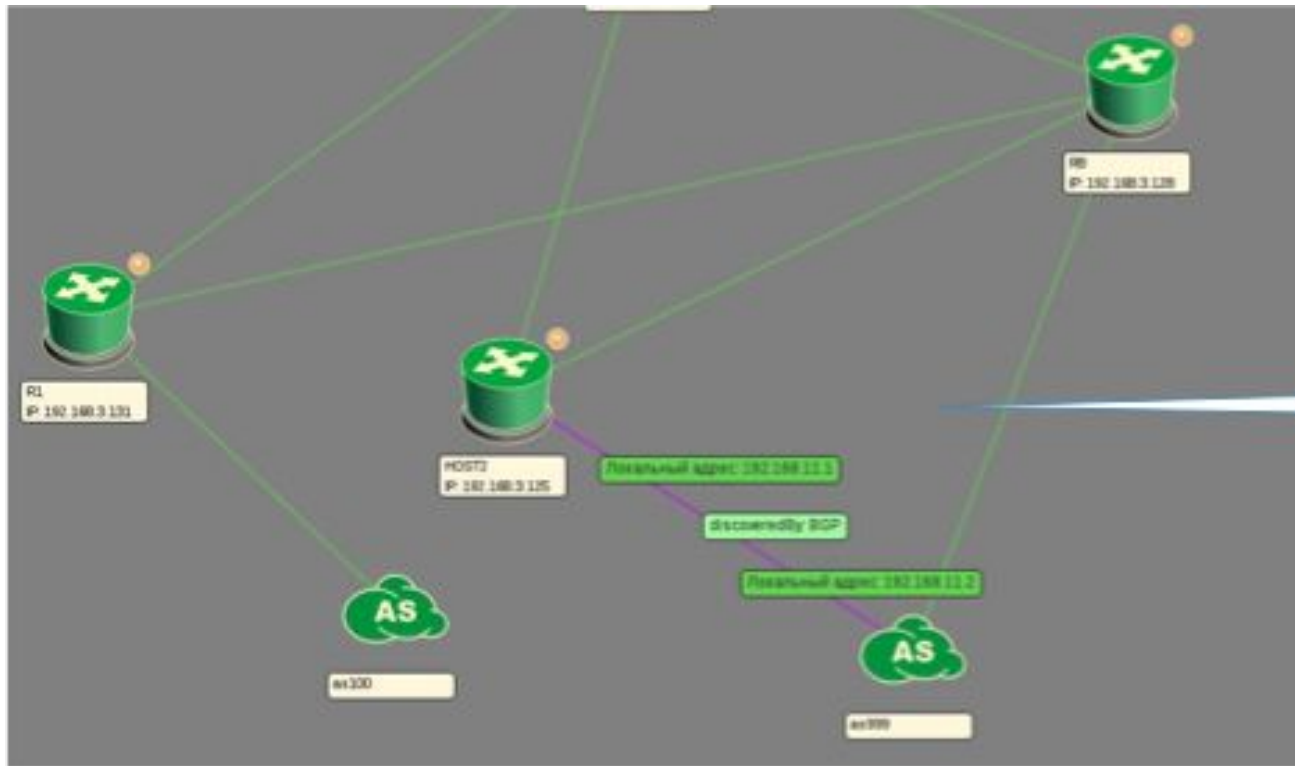 IP: 192.168.3.128
R1
IP: 192.168.3.131
HOST2
IP: 192.168.3.125
Локальный адрес: 192.168.11.1
discoveredBy BGP
Локальный адрес: 192.168.11.2
AS
as100
AS
as999